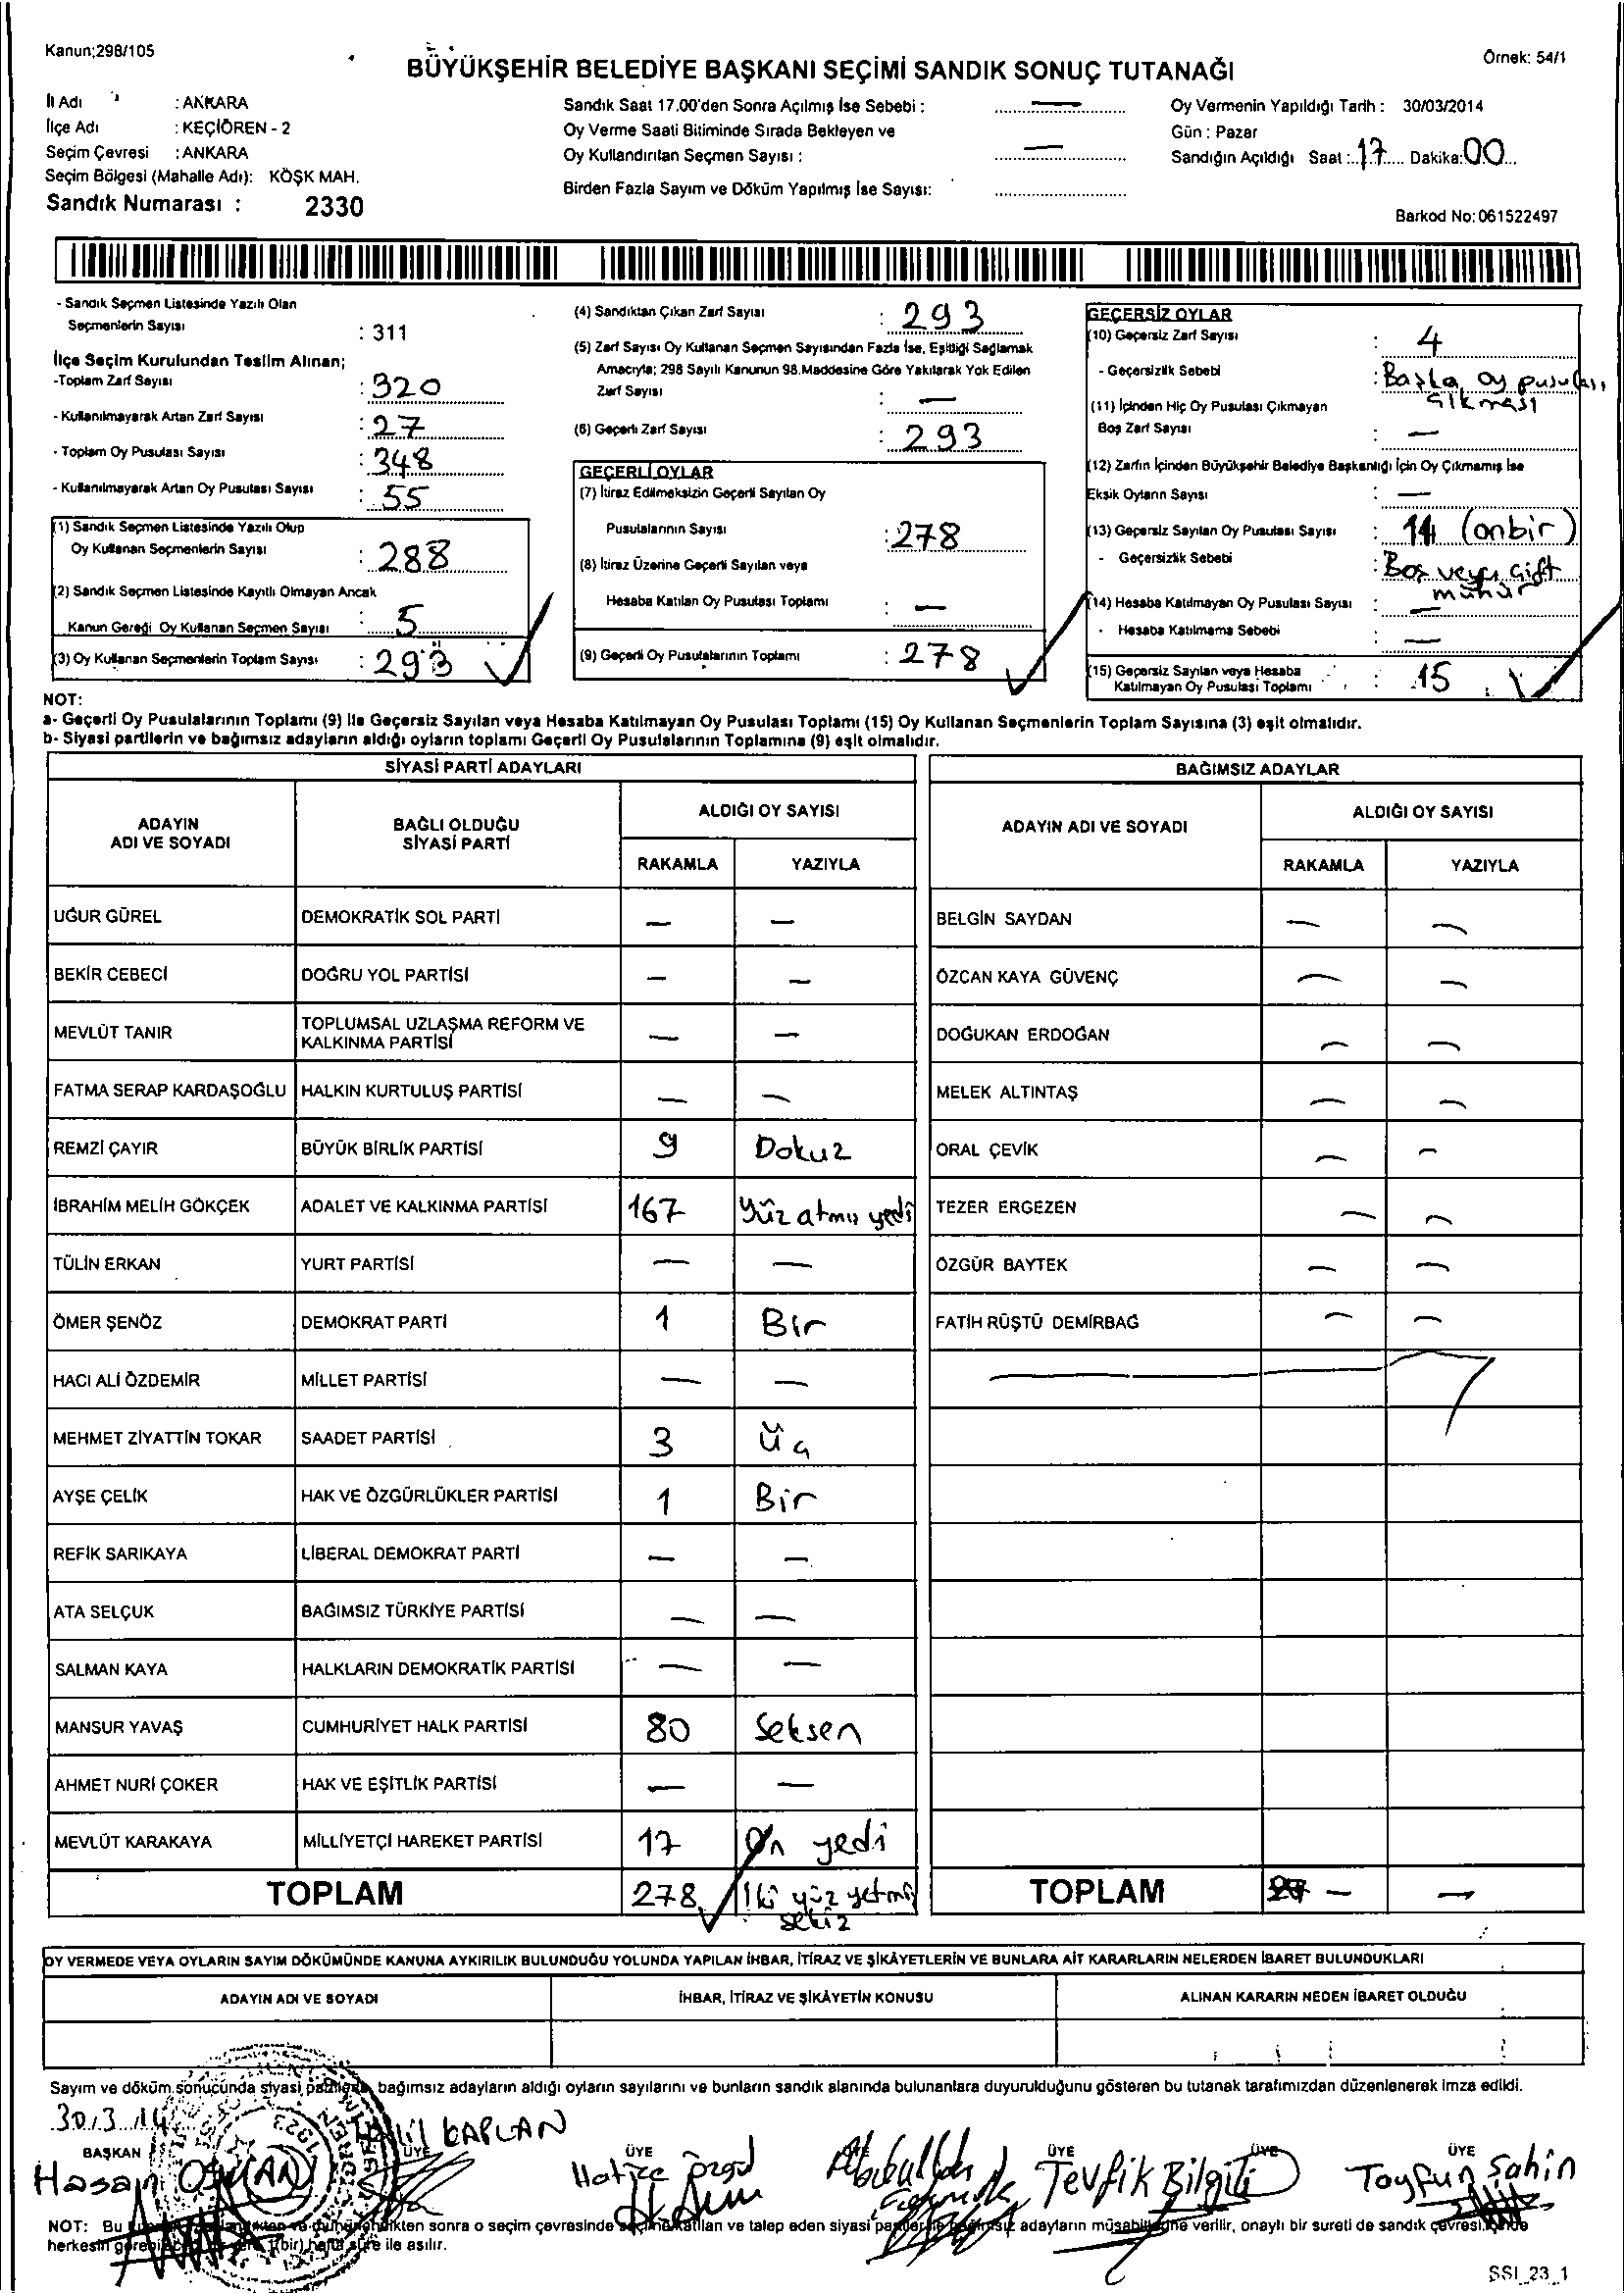 Kanun;298/105
Örnek: 54/1
BÜYÜKŞEHİR BELEDİYE BAŞKANI SEÇİMİ SANDIK SONUÇ TUTANAĞI
İl Adı : ANKARA
İlçe Adı : KEÇİÖREN - 2
Seçim Çevresi : ANKARA
Seçim Bölgesi (Mahalle Adı): KÖŞK MAH.
Sandık Numarası : 2330
Sandık Saat 17.00'den Sonra Açılmış İse Sebebi : —
Oy Verme Saati Bitiminde Sırada Bekleyen ve
Oy Kullandırılan Seçmen Sayısı : —
Birden Fazla Sayım ve Döküm Yapılmış İse Sayısı:
Oy Vermenin Yapıldığı Tarih : 30/03/2014
Gün : Pazar
Sandığın Açıldığı Saat : 17 Dakika: 00
Barkod No: 061522497
- Sandık Seçmen Listesinde Yazılı Olan
Seçmenlerin Sayısı : 311
İlçe Seçim Kurulundan Teslim Alınan;
-Toplam Zarf Sayısı : 320
- Kullanılmayarak Artan Zarf Sayısı : 27
- Toplam Oy Pusulası Sayısı : 348
- Kullanılmayarak Artan Oy Pusulası Sayısı : 55
(1) Sandık Seçmen Listesinde Yazılı Olup
Oy Kullanan Seçmenlerin Sayısı : 288
(2) Sandık Seçmen Listesinde Kayıtlı Olmayan Ancak
Kanun Gereği Oy Kullanan Seçmen Sayısı : 5
(3) Oy Kullanan Seçmenlerin Toplam Sayısı : 293
(4) Sandıktan Çıkan Zarf Sayısı : 293
(5) Zarf Sayısı Oy Kullanan Seçmen Sayısından Fazla İse, Eşitliği Sağlamak
Amacıyla; 298 Sayılı Kanunun 98.Maddesine Göre Yakılarak Yok Edilen
Zarf Sayısı : —
(6) Geçerli Zarf Sayısı : 293
GEÇERLİ OYLAR
(7) İtiraz Edilmeksizin Geçerli Sayılan Oy
Pusulalarının Sayısı : 278
(8) İtiraz Üzerine Geçerli Sayılan veya
Hesaba Katılan Oy Pusulası Toplamı : —
(9) Geçerli Oy Pusulalarının Toplamı : 278
GEÇERSİZ OYLAR
(10) Geçersiz Zarf Sayısı : 4
- Geçersizlik Sebebi : Başka oy pusulası
çıkması
(11) İçinden Hiç Oy Pusulası Çıkmayan
Boş Zarf Sayısı : —
(12) Zarfın İçinden Büyükşehir Belediye Başkanlığı İçin Oy Çıkmamış İse
Eksik Oyların Sayısı : —
(13) Geçersiz Sayılan Oy Pusulası Sayısı : 11 (onbir)
- Geçersizlik Sebebi : Boş veya çift
mühür
(14) Hesaba Katılmayan Oy Pusulası Sayısı : —
- Hesaba Katılmama Sebebi : —
(15) Geçersiz Sayılan veya Hesaba
Katılmayan Oy Pusulası Toplamı : 15
NOT:
a- Geçerli Oy Pusulalarının Toplamı (9) ile Geçersiz Sayılan veya Hesaba Katılmayan Oy Pusulası Toplamı (15) Oy Kullanan Seçmenlerin Toplam Sayısına (3) eşit olmalıdır.
b- Siyasi partilerin ve bağımsız adayların aldığı oyların toplamı Geçerli Oy Pusulalarının Toplamına (9) eşit olmalıdır.
SİYASİ PARTİ ADAYLARI
ADAYIN ADI VE SOYADI BAĞLI OLDUĞU SİYASİ PARTİ ALDIĞI OY SAYISI
RAKAMLA YAZIYLA
UĞUR GÜREL DEMOKRATİK SOL PARTİ — —
BEKİR CEBECİ DOĞRU YOL PARTİSİ — —
MEVLÜT TANIR TOPLUMSAL UZLAŞMA REFORM VE KALKINMA PARTİSİ — —
FATMA SERAP KARDAŞOĞLU HALKIN KURTULUŞ PARTİSİ — —
REMZİ ÇAYIR BÜYÜK BİRLİK PARTİSİ 9 Dokuz
İBRAHİM MELİH GÖKÇEK ADALET VE KALKINMA PARTİSİ 167 Yüz atmış yedi
TÜLİN ERKAN YURT PARTİSİ — —
ÖMER ŞENÖZ DEMOKRAT PARTİ 1 Bir
HACI ALİ ÖZDEMİR MİLLET PARTİSİ — —
MEHMET ZİYATTİN TOKAR SAADET PARTİSİ 3 Üç
AYŞE ÇELİK HAK VE ÖZGÜRLÜKLER PARTİSİ 1 Bir
REFİK SARIKAYA LİBERAL DEMOKRAT PARTİ — —
ATA SELÇUK BAĞIMSIZ TÜRKİYE PARTİSİ — —
SALMAN KAYA HALKLARIN DEMOKRATİK PARTİSİ — —
MANSUR YAVAŞ CUMHURİYET HALK PARTİSİ 80 Seksen
AHMET NURİ ÇOKER HAK VE EŞİTLİK PARTİSİ — —
MEVLÜT KARAKAYA MİLLİYETÇİ HAREKET PARTİSİ 17 On yedi
TOPLAM 278 İki yüz yetmiş
sekiz
BAĞIMSIZ ADAYLAR
ADAYIN ADI VE SOYADI ALDIĞI OY SAYISI
RAKAMLA YAZIYLA
BELGİN SAYDAN — —
ÖZCAN KAYA GÜVENÇ — —
DOĞUKAN ERDOĞAN — —
MELEK ALTINTAŞ — —
ORAL ÇEVİK — —
TEZER ERGEZEN — —
ÖZGÜR BAYTEK — —
FATİH RÜŞTÜ DEMİRBAĞ — —
TOPLAM — —
OY VERMEDE VEYA OYLARIN SAYIM DÖKÜMÜNDE KANUNA AYKIRILIK BULUNDUĞU YOLUNDA YAPILAN İHBAR, İTİRAZ VE ŞİKÂYETLERİN VE BUNLARA AİT KARARLARIN NELERDEN İBARET BULUNDUKLARI
ADAYIN ADI VE SOYADI İHBAR, İTİRAZ VE ŞİKÂYETİN KONUSU ALINAN KARARIN NEDEN İBARET OLDUĞU
Sayım ve döküm sonucunda siyasi bağımsız adayların aldığı oyların sayılarını ve bunların sandık alanında bulunanlara duyurulduğunu gösteren bu tutanak tarafımızdan düzenlenerek imza edildi.
30.3.14
BAŞKAN ÜYE ÜYE ÜYE ÜYE ÜYE
Hasan KAPLAN Hatice Tevfik Bilgili Tayfun Şahin
NOT: Bu sonra o seçim çevresinde ve talep eden siyasi adayların verilir, onaylı bir sureti de sandık
herkesin süre ile asılır.
SSI_23_1